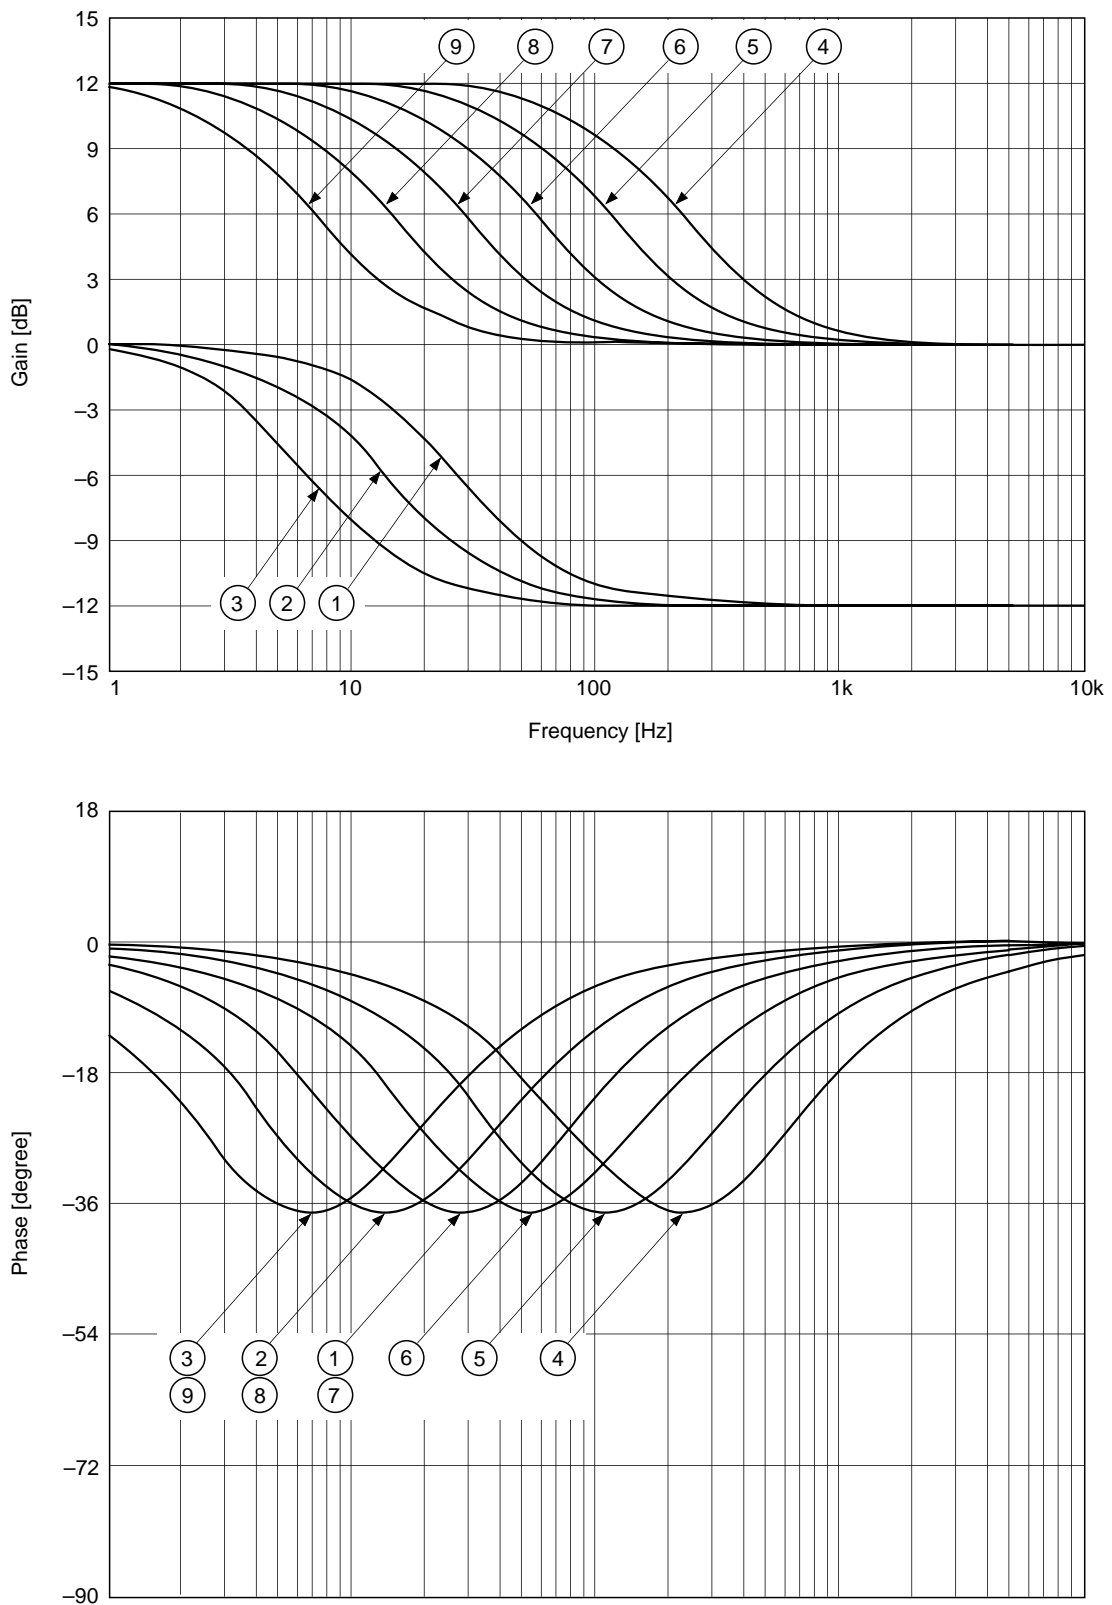 15
9 8 7 6 5 4
12
9
6
3
0
–3
–6
–9
3 2 1
–12
–15
Gain [dB]
1 10 100 1k 10k
Frequency [Hz]
18
0
–18
–36
–54
3 2 1 6 5 4
9 8 7
–72
–90
Phase [degree]